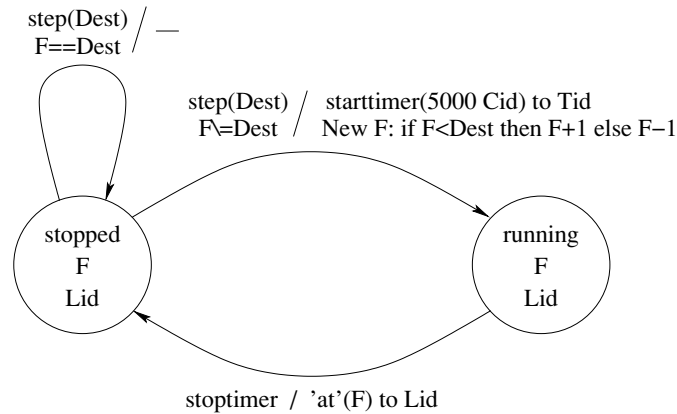 step(Dest) / —
F==Dest
step(Dest) / starttimer(5000 Cid) to Tid
F\=Dest New F: if F<Dest then F+1 else F−1
stopped
F
Lid
running
F
Lid
stoptimer / 'at'(F) to Lid